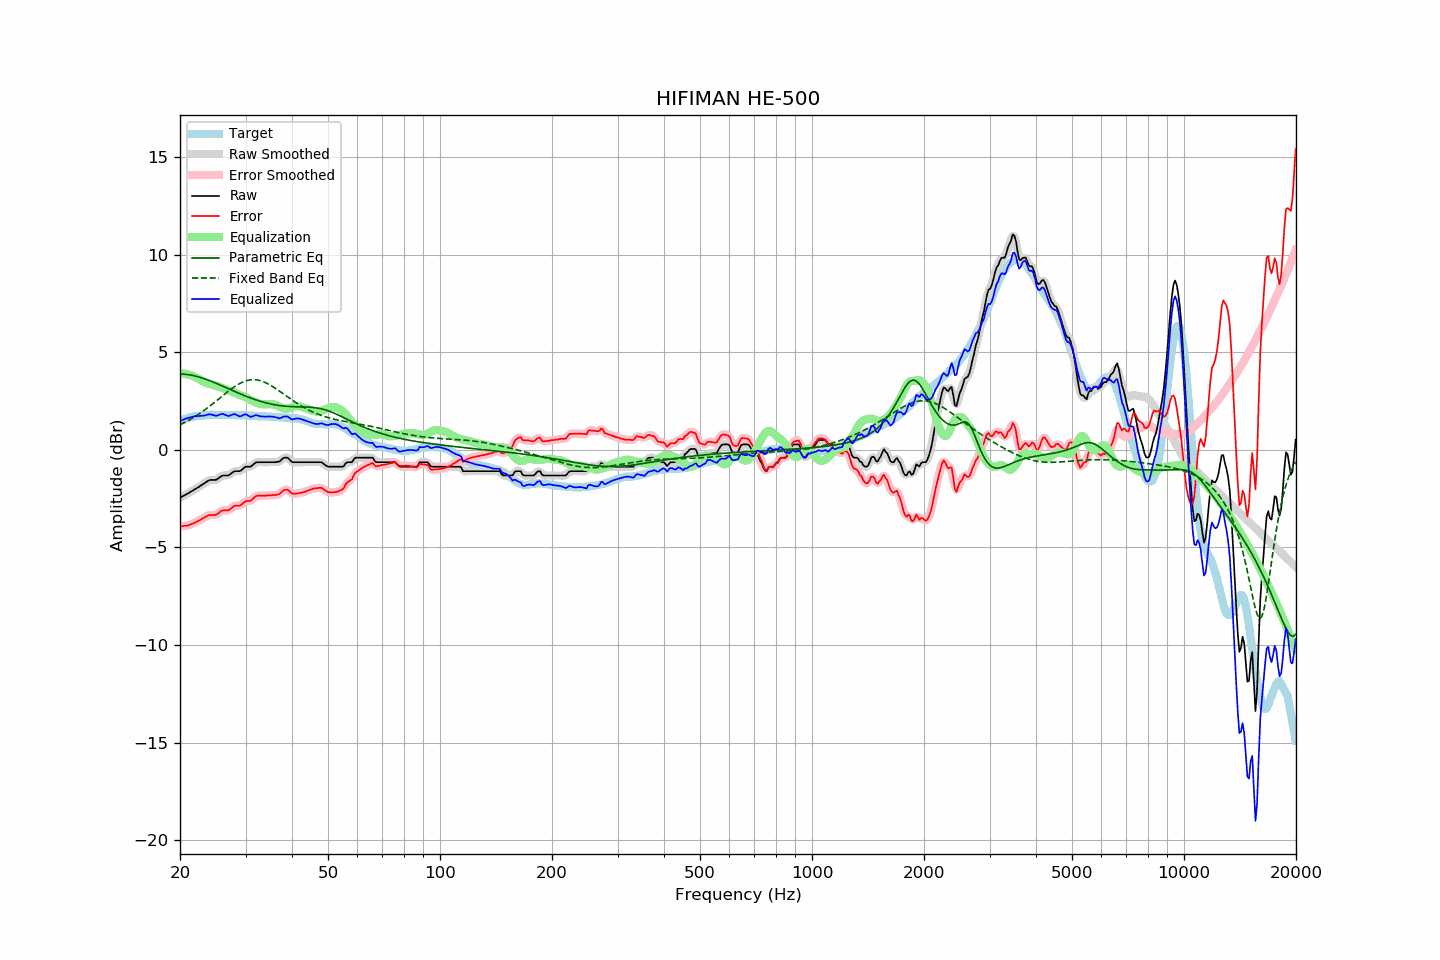 HIFIMAN HE-500
Target
Raw Smoothed
Error Smoothed
Raw
Error
Equalization
Parametric Eq
Fixed Band Eq
Equalized
15
10
5
0
−5
−10
−15
−20
Amplitude (dBr)
20
50
100
200
500
1000
2000
5000
10000
20000
Frequency (Hz)